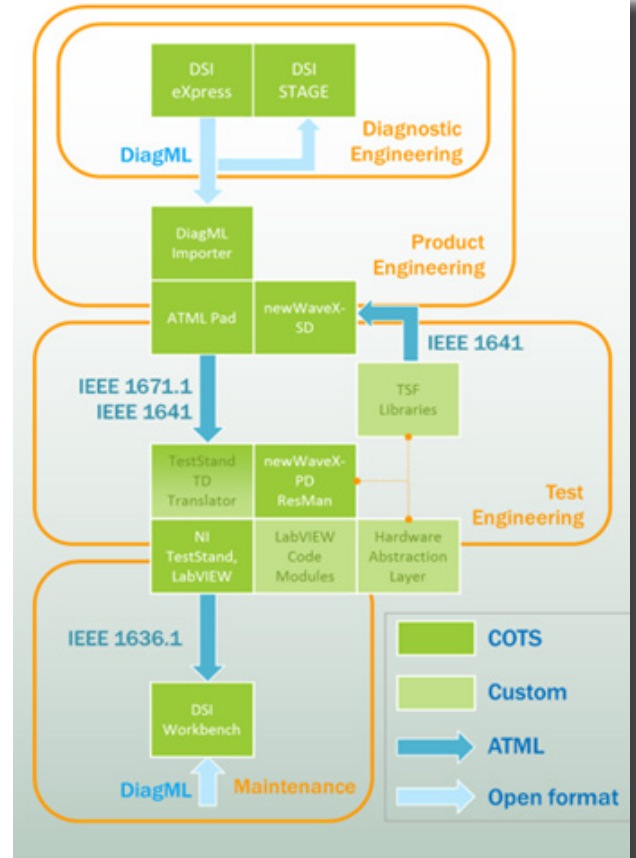 DSI
eXpress
DSI
STAGE
DiagML
Diagnostic
Engineering
DiagML
Importer
Product
Engineering
ATML Pad
newWaveX-
SD
IEEE 1641
IEEE 1671.1
IEEE 1641
TSF
Libraries
TestStand
TD
Translator
newWaveX-
PD
ResMan
Test
Engineering
NI
TestStand,
LabVIEW
LabVIEW
Code
Modules
Hardware
Abstraction
Layer
IEEE 1636.1
DSI
Workbench
DiagML
Maintenance
COTS
Custom
ATML
Open format